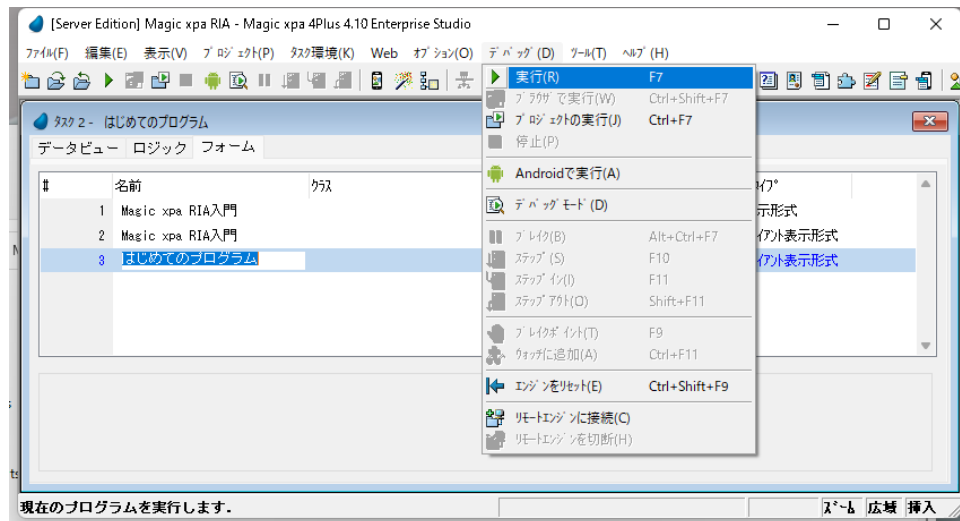 [Server Edition] Magic xpa RIA - Magic xpa 4Plus 4.10 Enterprise Studio
ﾌｧｲﾙ(F) 編集(E) 表示(V) ﾌﾟﾛｼﾞｪｸﾄ(P) ﾀｽｸ環境(K) Web ｵﾌﾟｼｮﾝ(O) ﾃﾞﾊﾞｯｸﾞ(D) ﾂｰﾙ(T) ﾍﾙﾌﾟ(H)
実行(R) F7
ﾌﾞﾗｳｻﾞで実行(W) Ctrl+Shift+F7
ﾌﾟﾛｼﾞｪｸﾄの実行(J) Ctrl+F7
停止(P)
Androidで実行(A)
ﾃﾞﾊﾞｯｸﾞﾓｰﾄﾞ(D)
ﾌﾞﾚｲｸ(B) Alt+Ctrl+F7
ｽﾃｯﾌﾟ(S) F10
ｽﾃｯﾌﾟｲﾝ(I) F11
ｽﾃｯﾌﾟｱｳﾄ(O) Shift+F11
ﾌﾞﾚｲｸﾎﾟｲﾝﾄ(T) F9
ｳｫｯﾁに追加(A) Ctrl+F11
ｴﾝｼﾞﾝをﾘｾｯﾄ(E) Ctrl+Shift+F9
ﾘﾓｰﾄｴﾝｼﾞﾝに接続(C)
ﾘﾓｰﾄｴﾝｼﾞﾝを切断(H)
ﾀｽｸ 2 - はじめてのプログラム
データビュー ロジック フォーム
# 名前 ｸﾗｽ
1 Magic xpa RIA入門 示形式
2 Magic xpa RIA入門 ｲｱﾝﾄ表示形式
3 はじめてのプログラム ｲｱﾝﾄ表示形式
現在のプログラムを実行します. ｽﾞｰﾑ 広域 挿入